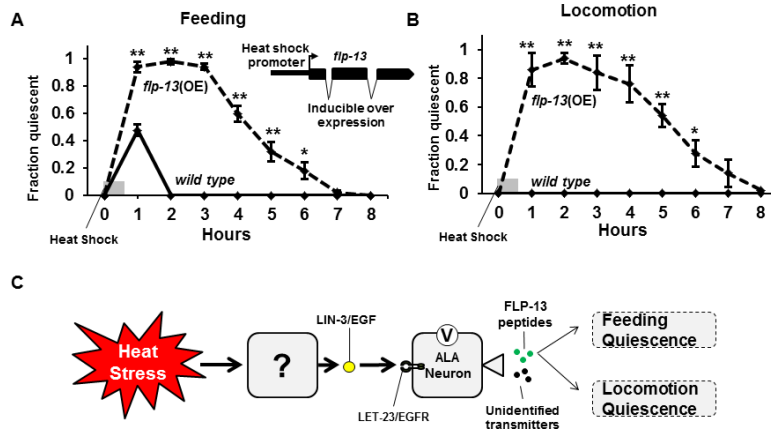 A
Feeding
Fraction quiescent
1
0.8
0.6
0.4
0.2
0
** ** **
**
**
*
flp-13(OE)
wild type
Heat shock
promoter
flp-13
Inducible over
expression
0 1 2 3 4 5 6 7 8
Heat Shock
Hours
B
Locomotion
Fraction quiescent
1
0.8
0.6
0.4
0.2
0
** ** ** **
**
*
flp-13(OE)
wild type
0 1 2 3 4 5 6 7 8
Heat Shock
Hours
C
Heat
Stress
?
LIN-3/EGF
LET-23/EGFR
V
ALA
Neuron
FLP-13
peptides
Unidentified
transmitters
Feeding
Quiescence
Locomotion
Quiescence